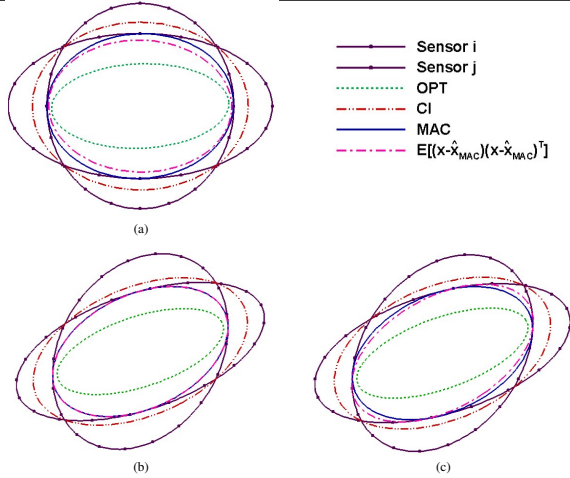 Sensor i
Sensor j
OPT
CI
MAC
E[(x-x̂MAC)(x-x̂MAC)T]
(a)
(b)
(c)